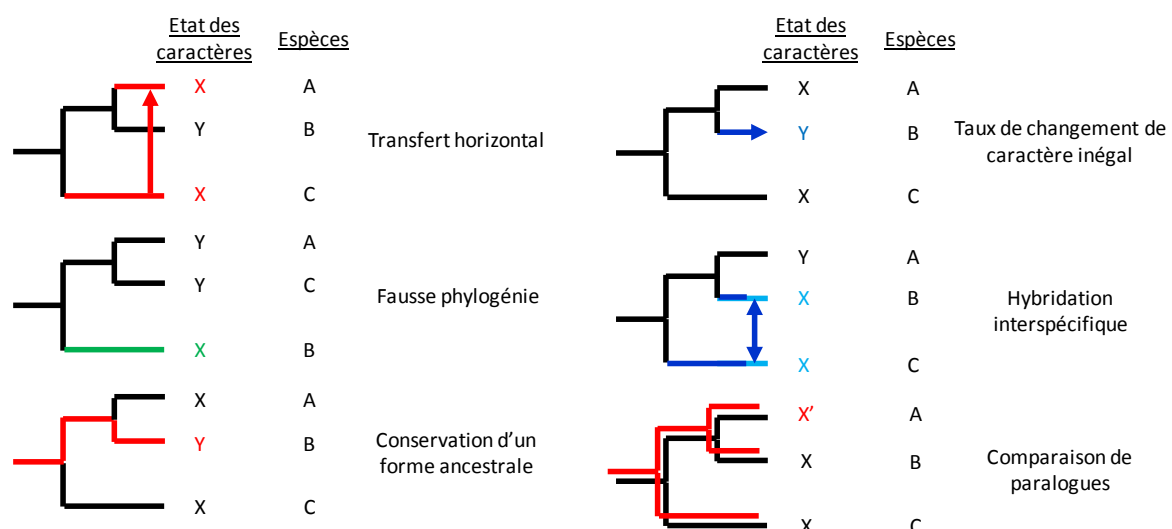 Etat des
caractères
Espèces
X A
Y B
Transfert horizontal
X C
Y A
Y C
Fausse phylogénie
X B
X A
Y B
Conservation d'un
forme ancestrale
X C
Etat des
caractères
Espèces
X A
Y B
Taux de changement de
caractère inégal
X C
Y A
X B
Hybridation
interspécifique
X C
X' A
X B
Comparaison de
paralogues
X C